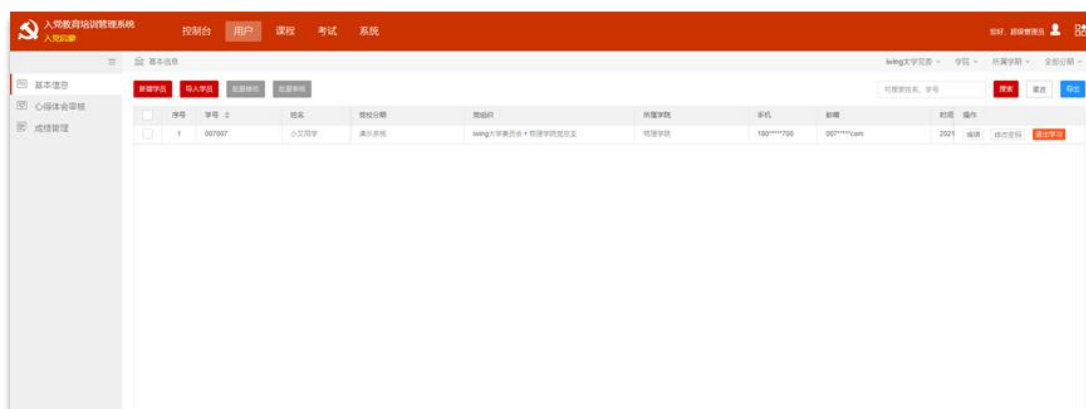 入党教育培训管理系统
入党启蒙
控制台 用户 课程 考试 系统
您好, 超级管理员
基本信息
iwing大学党委 学院 所属学期 全部分期
基本信息
心得体会审核
成绩管理
新增学员 导入学员 批量修改 批量审核
可搜索姓名、学号
搜索 重置 导出
序号 学号 姓名 党校分期 党组织 所属学院 手机 邮箱 时间 操作
1 007007 小艾同学 演示系统 iwing大学委员会 • 物理学院党总支 物理学院 180****700 007****com 2021 编辑 修改密码 退出学习